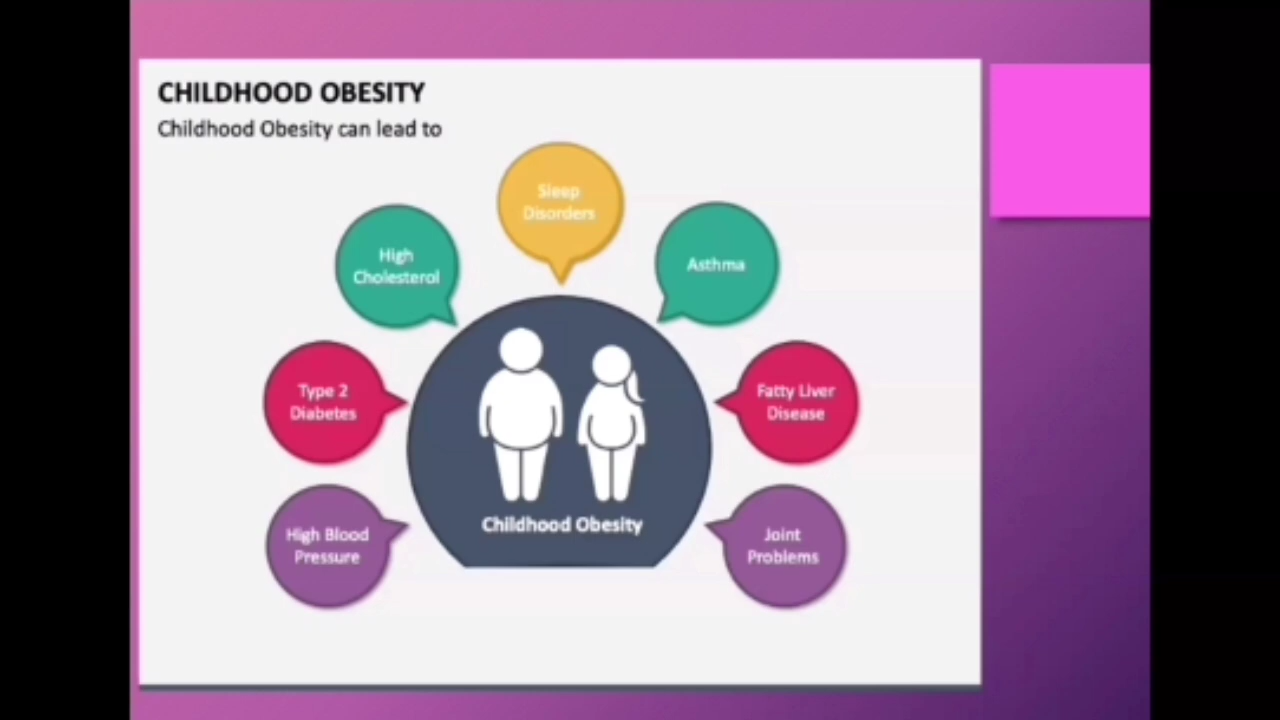 CHILDHOOD OBESITY
Childhood Obesity can lead to
Sleep
Disorders
High
Cholesterol
Asthma
Type 2
Diabetes
Fatty Liver
Disease
High Blood
Pressure
Childhood Obesity
Joint
Problems